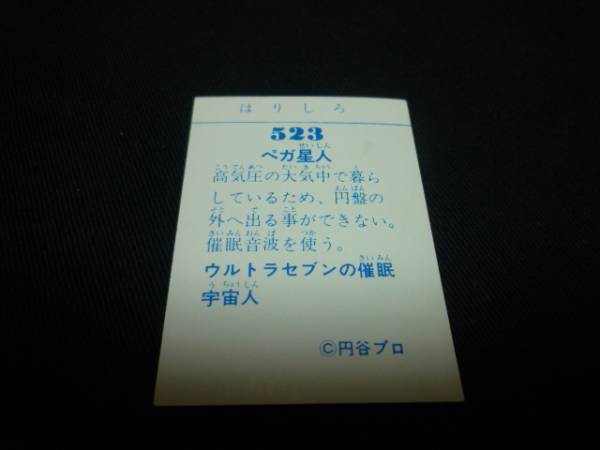 はりしろ
523
ペガ星人
高気圧の大気中で暮ら
しているため、円盤の
外へ出る事ができない。
催眠音波を使う。
ウルトラセブンの催眠
宇宙人
©円谷プロ